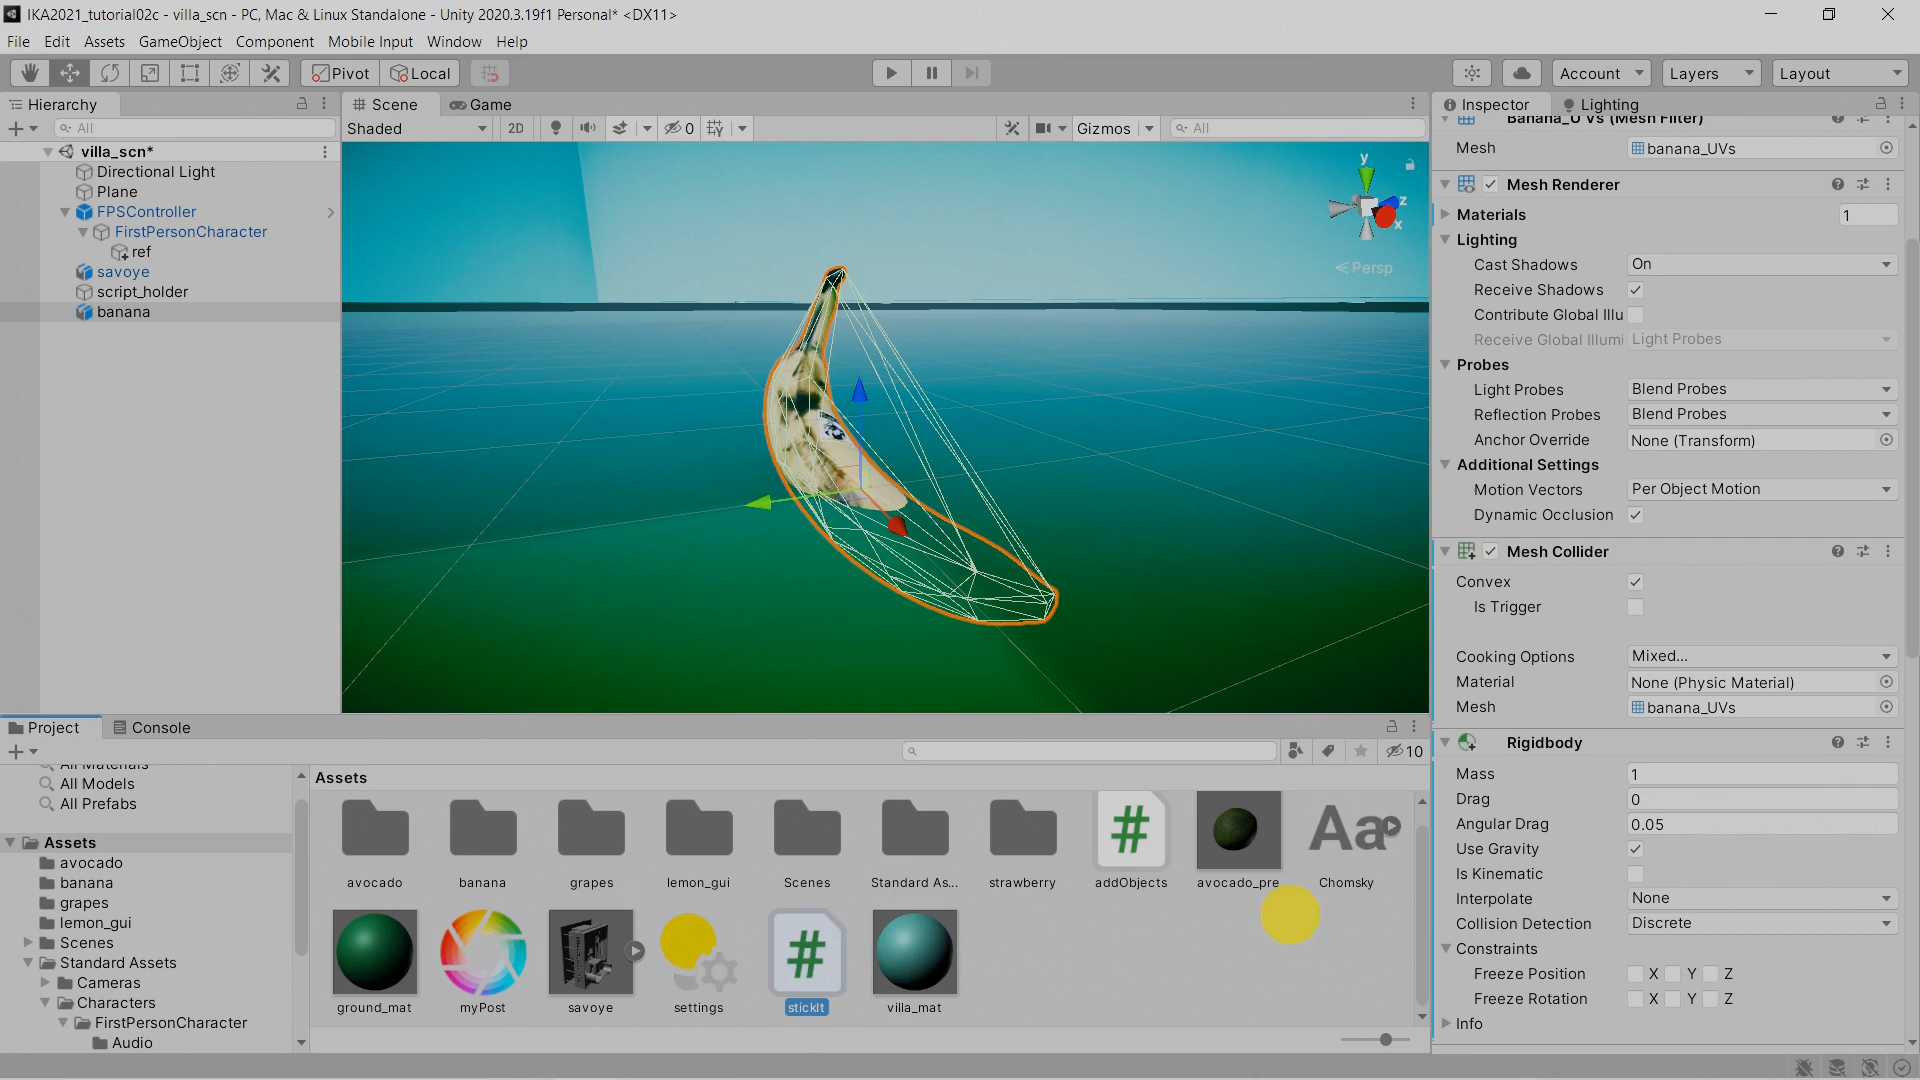 IKA2021_tutorial02c - villa_scn - PC, Mac & Linux Standalone - Unity 2020.3.19f1 Personal* <DX11>
File Edit Assets GameObject Component Mobile Input Window Help
Pivot Local Account Layers Layout
Hierarchy
All
villa_scn*
Directional Light
Plane
FPSController
FirstPersonCharacter
ref
savoye
script_holder
banana
Scene Game
Shaded 2D 0 Gizmos All
y
z
x
Persp
Inspector Lighting
Banana_U Vs (Mesh Filter)
Mesh banana_UVs
Mesh Renderer
Materials 1
Lighting
Cast Shadows On
Receive Shadows
Contribute Global Illu
Receive Global Illumi Light Probes
Probes
Light Probes Blend Probes
Reflection Probes Blend Probes
Anchor Override None (Transform)
Additional Settings
Motion Vectors Per Object Motion
Dynamic Occlusion
Mesh Collider
Convex
Is Trigger
Cooking Options Mixed...
Material None (Physic Material)
Mesh banana_UVs
Rigidbody
Mass 1
Drag 0
Angular Drag 0.05
Use Gravity
Is Kinematic
Interpolate None
Collision Detection Discrete
Constraints
Freeze Position X Y Z
Freeze Rotation X Y Z
Info
Project Console
10
All Materials
All Models
All Prefabs
Assets
avocado
banana
grapes
lemon_gui
Scenes
Standard Assets
Cameras
Characters
FirstPersonCharacter
Audio
Assets
Aa
avocado banana grapes lemon_gui Scenes Standard As... strawberry addObjects avocado_pre Chomsky
ground_mat myPost savoye settings stickIt villa_mat